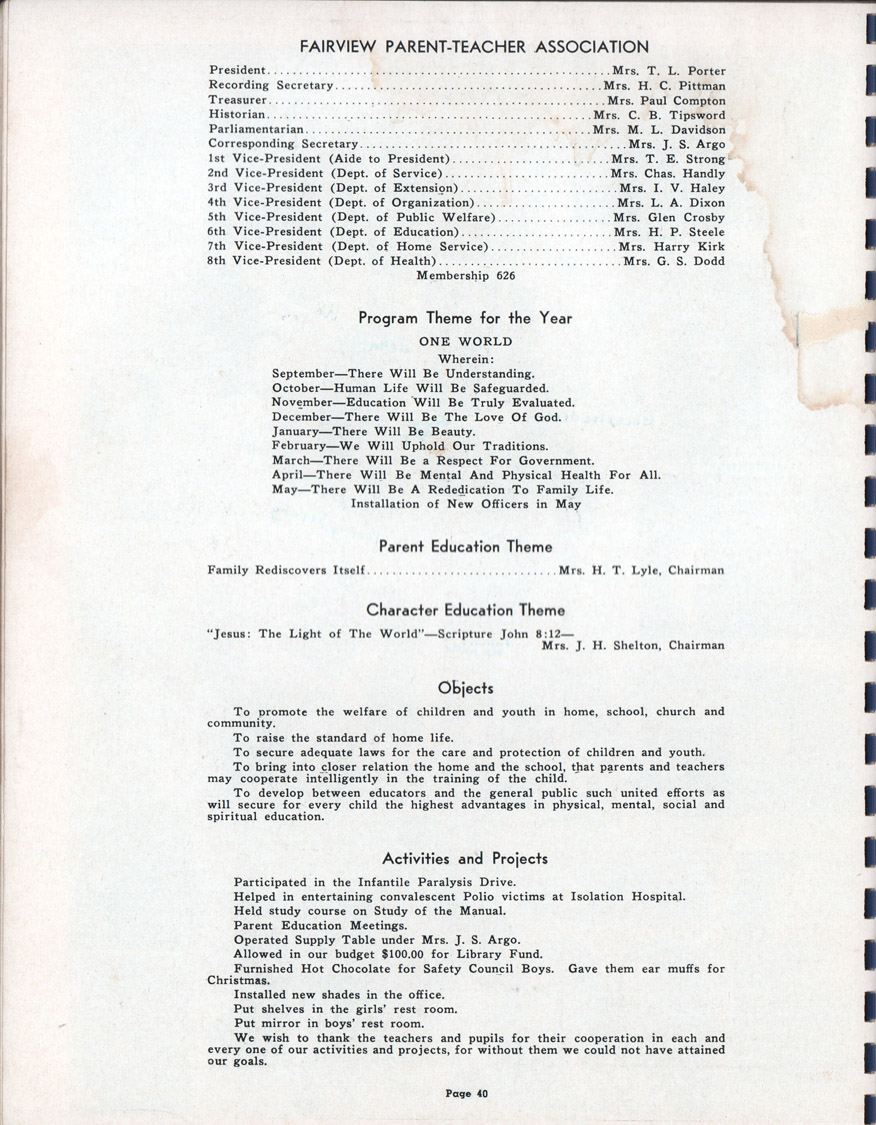 FAIRVIEW PARENT-TEACHER ASSOCIATION
President.......................................................Mrs. T. L. Porter
Recording Secretary...........................................Mrs. H. C. Pittman
Treasurer......................................................Mrs. Paul Compton
Historian....................................................Mrs. C. B. Tipsword
Parliamentarian..............................................Mrs. M. L. Davidson
Corresponding Secretary...........................................Mrs. J. S. Argo
1st Vice-President (Aide to President).........................Mrs. T. E. Strong
2nd Vice-President (Dept. of Service)...........................Mrs. Chas. Handly
3rd Vice-President (Dept. of Extension).........................Mrs. I. V. Haley
4th Vice-President (Dept. of Organization)......................Mrs. L. A. Dixon
5th Vice-President (Dept. of Public Welfare)..................Mrs. Glen Crosby
6th Vice-President (Dept. of Education)........................Mrs. H. P. Steele
7th Vice-President (Dept. of Home Service)....................Mrs. Harry Kirk
8th Vice-President (Dept. of Health).............................Mrs. G. S. Dodd
Membership 626
Program Theme for the Year
ONE WORLD
Wherein:
September—There Will Be Understanding.
October—Human Life Will Be Safeguarded.
November—Education Will Be Truly Evaluated.
December—There Will Be The Love Of God.
January—There Will Be Beauty.
February—We Will Uphold Our Traditions.
March—There Will Be a Respect For Government.
April—There Will Be Mental And Physical Health For All.
May—There Will Be A Rededication To Family Life.
Installation of New Officers in May
Parent Education Theme
Family Rediscovers Itself..............................Mrs. H. T. Lyle, Chairman
Character Education Theme
"Jesus: The Light of The World"—Scripture John 8:12—
Mrs. J. H. Shelton, Chairman
Objects
To promote the welfare of children and youth in home, school, church and
community.
To raise the standard of home life.
To secure adequate laws for the care and protection of children and youth.
To bring into closer relation the home and the school, that parents and teachers
may cooperate intelligently in the training of the child.
To develop between educators and the general public such united efforts as
will secure for every child the highest advantages in physical, mental, social and
spiritual education.
Activities and Projects
Participated in the Infantile Paralysis Drive.
Helped in entertaining convalescent Polio victims at Isolation Hospital.
Held study course on Study of the Manual.
Parent Education Meetings.
Operated Supply Table under Mrs. J. S. Argo.
Allowed in our budget $100.00 for Library Fund.
Furnished Hot Chocolate for Safety Council Boys. Gave them ear muffs for
Christmas.
Installed new shades in the office.
Put shelves in the girls' rest room.
Put mirror in boys' rest room.
We wish to thank the teachers and pupils for their cooperation in each and
every one of our activities and projects, for without them we could not have attained
our goals.
Page 40